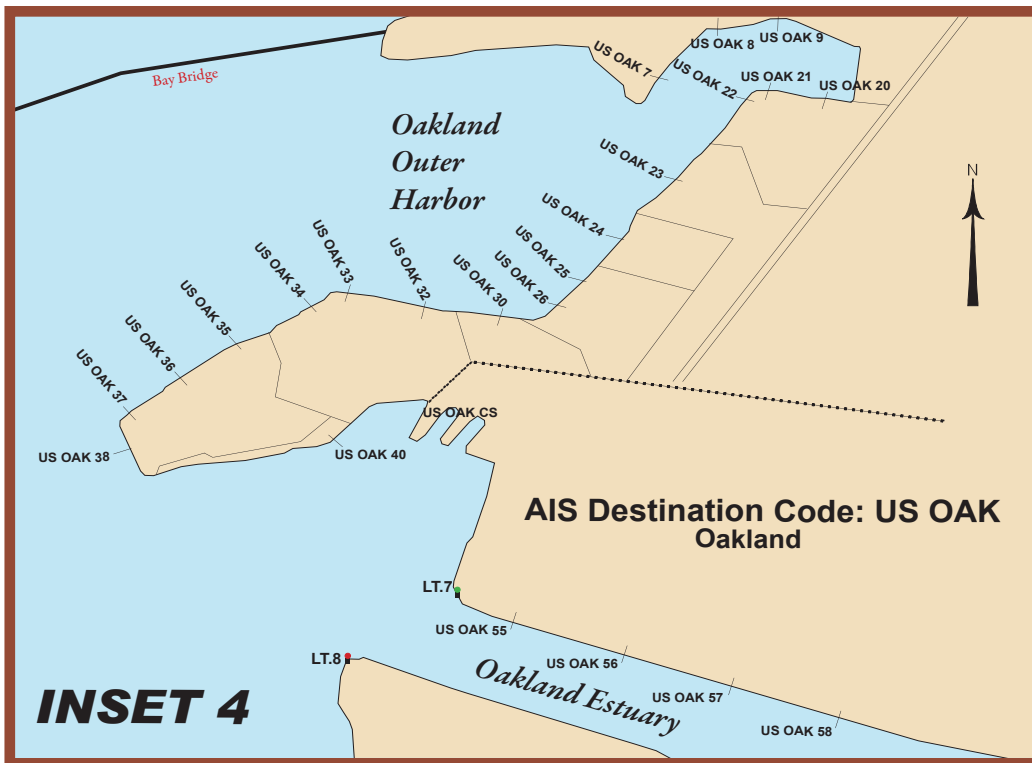 US OAK 8
US OAK 9
US OAK 7
US OAK 22
US OAK 21
US OAK 20
Bay Bridge
Oakland
Outer
Harbor
US OAK 23
N
US OAK 24
US OAK 25
US OAK 26
US OAK 30
US OAK 32
US OAK 33
US OAK 34
US OAK 35
US OAK 36
US OAK 37
US OAK CS
US OAK 38
US OAK 40
AIS Destination Code: US OAK
Oakland
LT.7
US OAK 55
LT.8
US OAK 56
Oakland Estuary
US OAK 57
US OAK 58
INSET 4